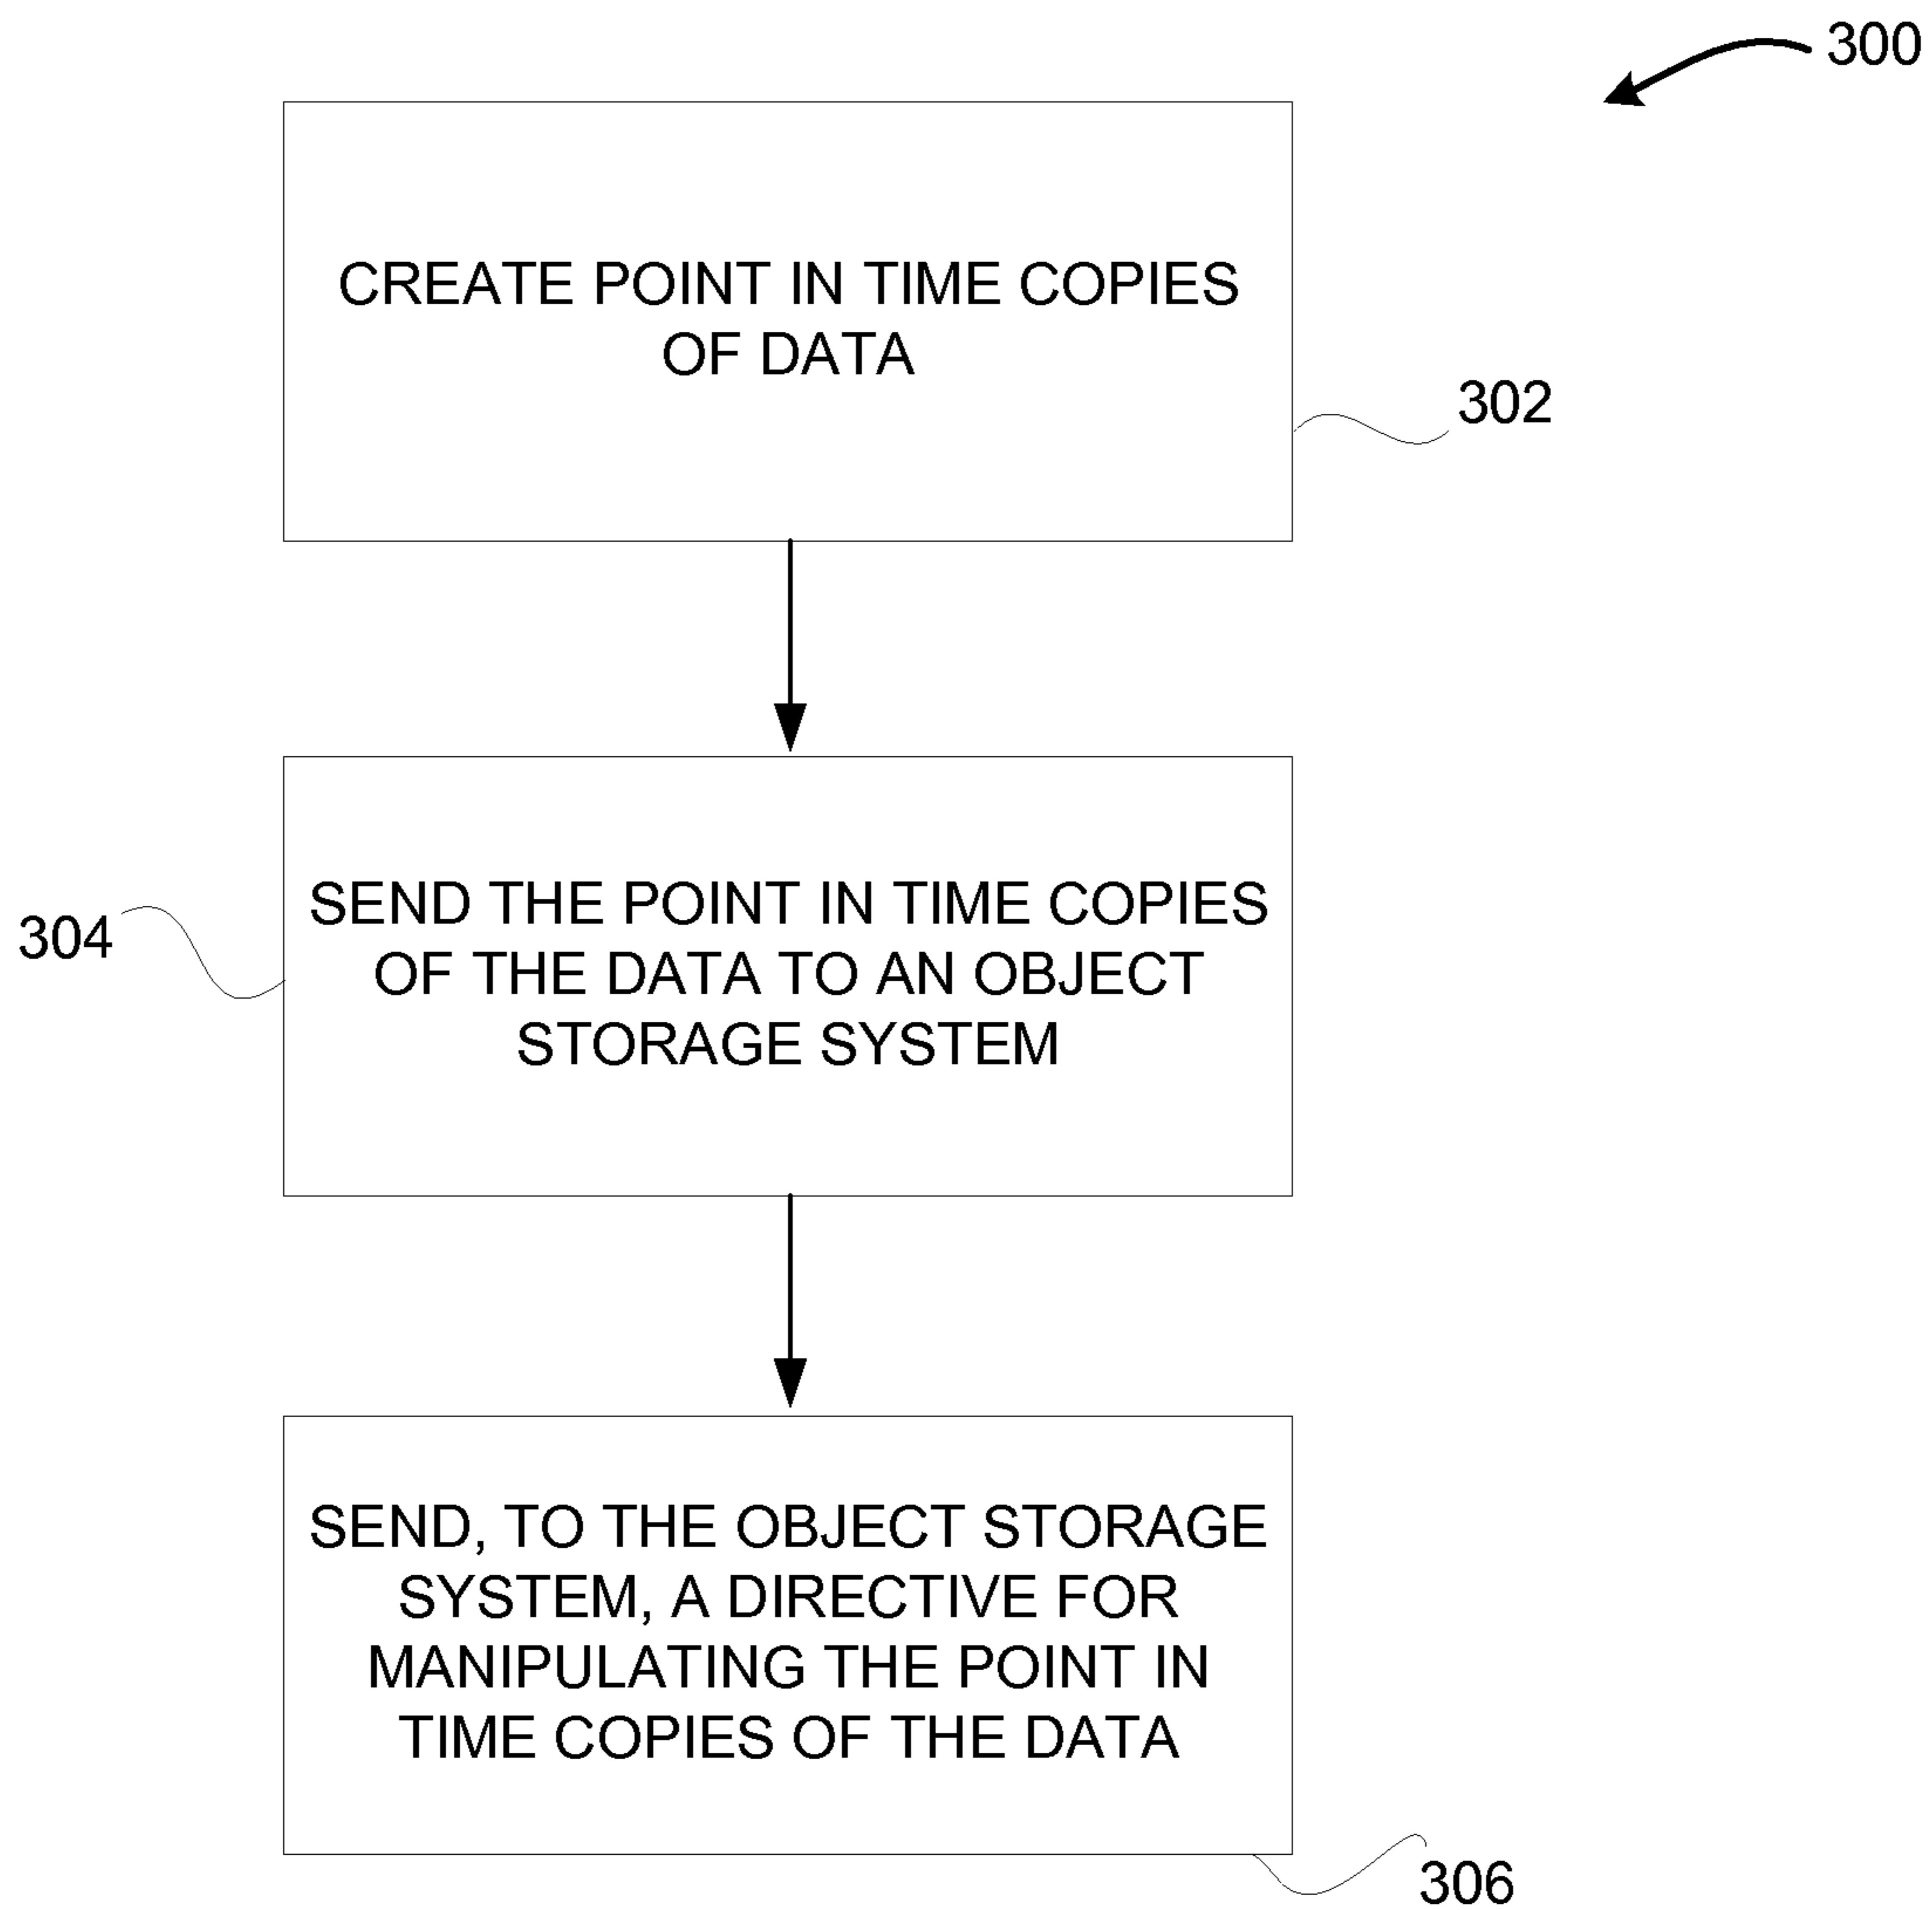 300
CREATE POINT IN TIME COPIES
OF DATA
302
SEND THE POINT IN TIME COPIES
OF THE DATA TO AN OBJECT
STORAGE SYSTEM
304
SEND, TO THE OBJECT STORAGE
SYSTEM, A DIRECTIVE FOR
MANIPULATING THE POINT IN
TIME COPIES OF THE DATA
306